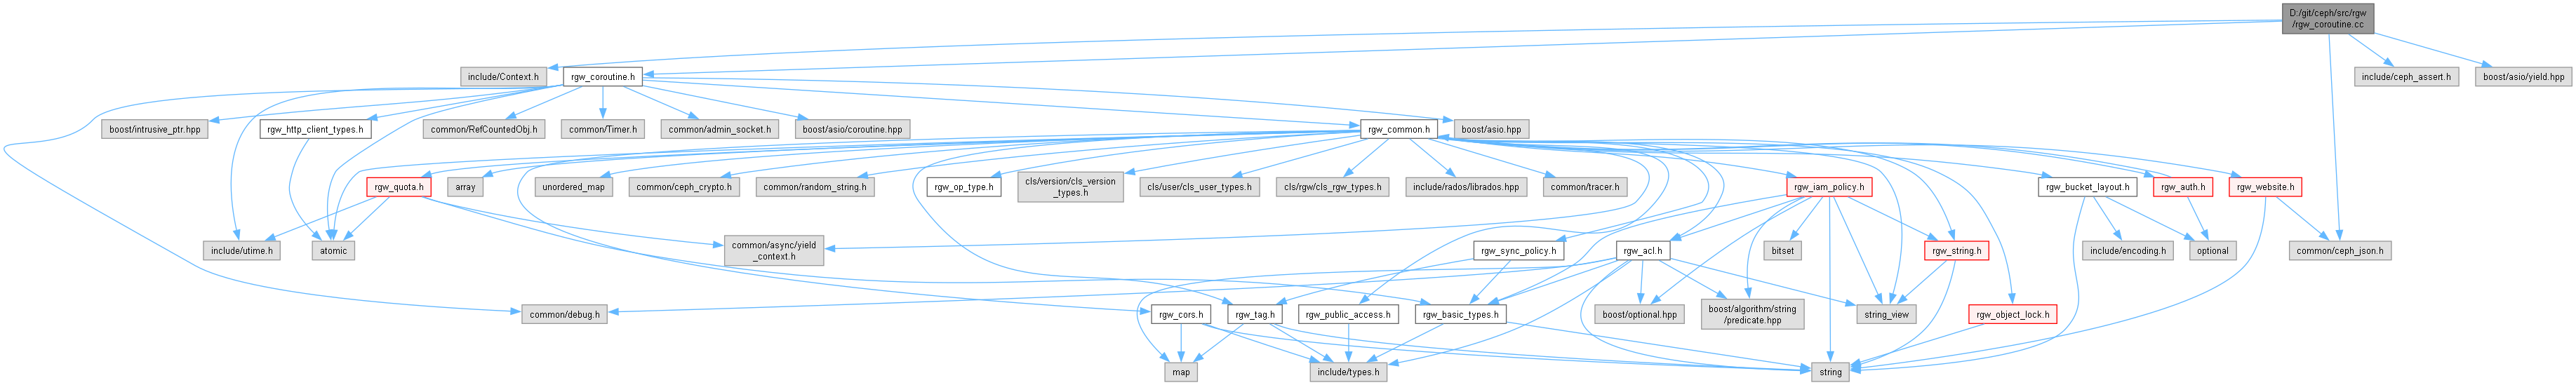 D:/git/ceph/src/rgw
/rgw_coroutine.cc
include/Context.h
rgw_coroutine.h
include/ceph_assert.h
boost/asio/yield.hpp
boost/intrusive_ptr.hpp
rgw_http_client_types.h
common/RefCountedObj.h
common/Timer.h
common/admin_socket.h
boost/asio/coroutine.hpp
rgw_common.h
boost/asio.hpp
rgw_quota.h
array
unordered_map
common/ceph_crypto.h
common/random_string.h
rgw_op_type.h
cls/version/cls_version
_types.h
cls/user/cls_user_types.h
cls/rgw/cls_rgw_types.h
include/rados/librados.hpp
common/tracer.h
rgw_iam_policy.h
rgw_bucket_layout.h
rgw_auth.h
rgw_website.h
include/utime.h
atomic
common/async/yield
_context.h
rgw_sync_policy.h
rgw_acl.h
bitset
rgw_string.h
include/encoding.h
optional
common/ceph_json.h
common/debug.h
rgw_cors.h
rgw_tag.h
rgw_public_access.h
rgw_basic_types.h
boost/optional.hpp
boost/algorithm/string
/predicate.hpp
string_view
rgw_object_lock.h
map
include/types.h
string